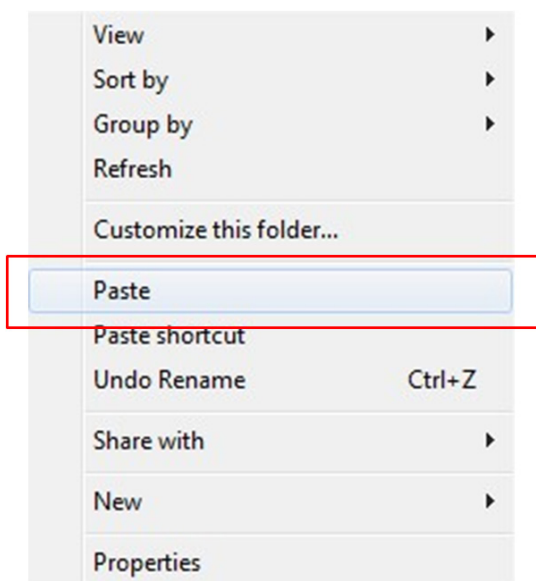 View
Sort by
Group by
Refresh
Customize this folder...
Paste
Paste shortcut
Undo Rename Ctrl+Z
Share with
New
Properties